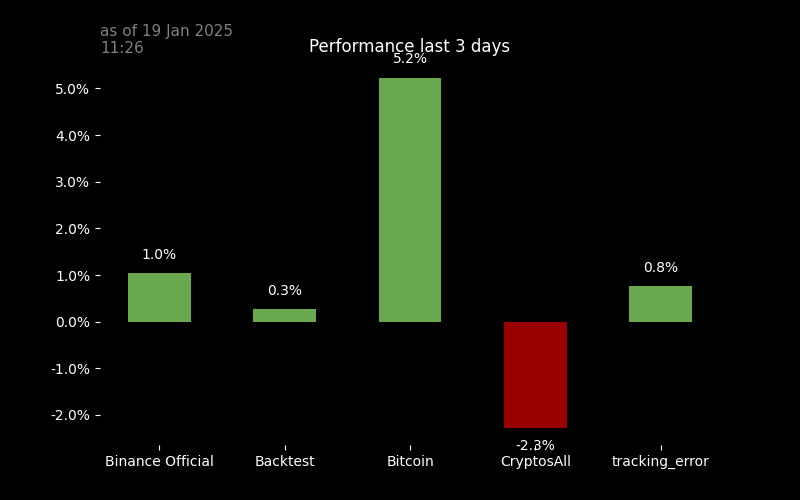 as of 19 Jan 2025
11:26
Performance last 3 days
5.2%
5.0%
4.0%
3.0%
2.0%
1.0%
1.0%
0.8%
0.3%
0.0%
-1.0%
-2.0%
-2.3%
Binance Official
Backtest
Bitcoin
CryptosAll
tracking_error